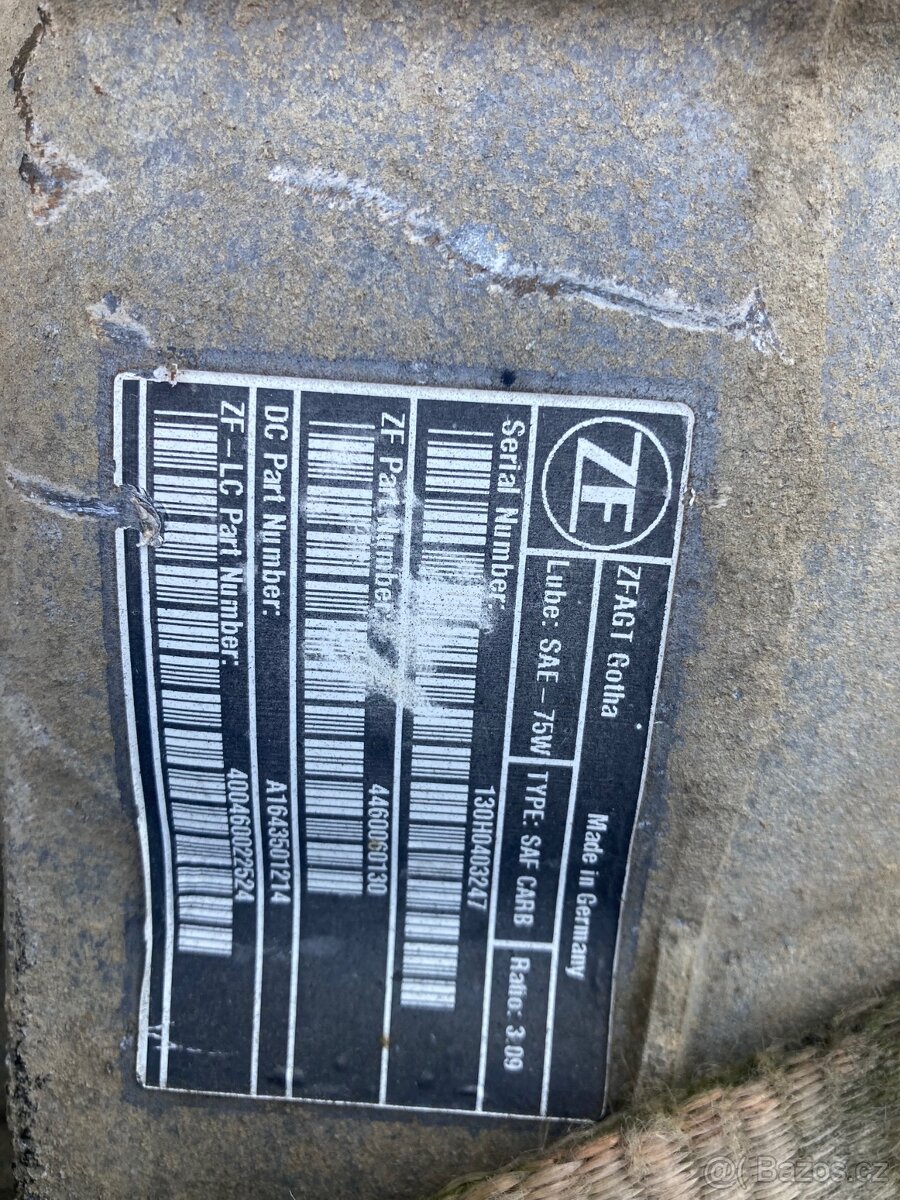 ZF
ZFAGT Gotha
Made in Germany
Lube: SAE-75W
TYPE: SAF CARB
Ratio: 3.09
Serial Number:
130H0403247
ZF Part Number:
4460060130
DC Part Number:
A1643501214
ZF-LC Part Number:
400460022524
@ Bazos.cz